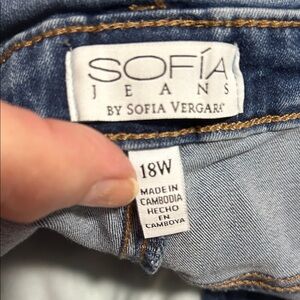 SOFÍA
JEANS
BY SOFIA VERGARA
18W
MADE IN
CAMBODIA
HECHO
EN
CAMBOYA